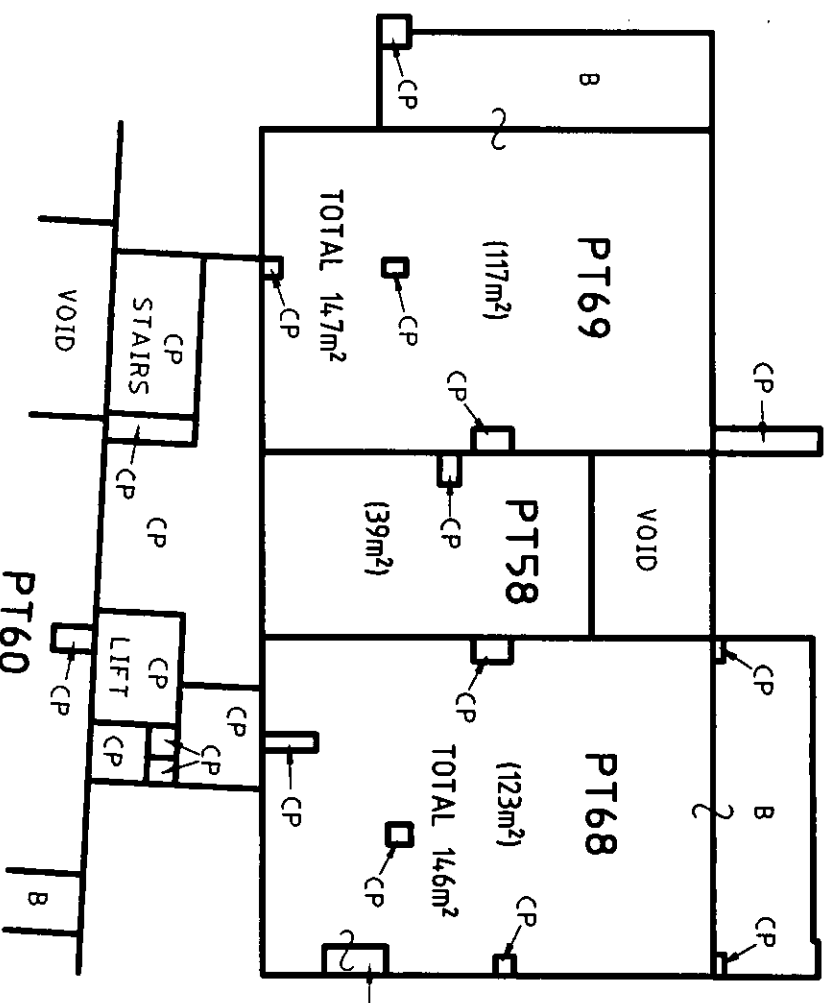 B
CP
PT69
(117m²)
TOTAL 147m²
CP
CP
CP
CP
VOID
PT58
(39m²)
CP
CP
PT68
(123m²)
TOTAL 146m²
CP
CP
CP
CP
B
CP
CP
CP
STAIRS
VOID
CP
CP
CP
LIFT
CP
CP
CP
CP
PT60
B